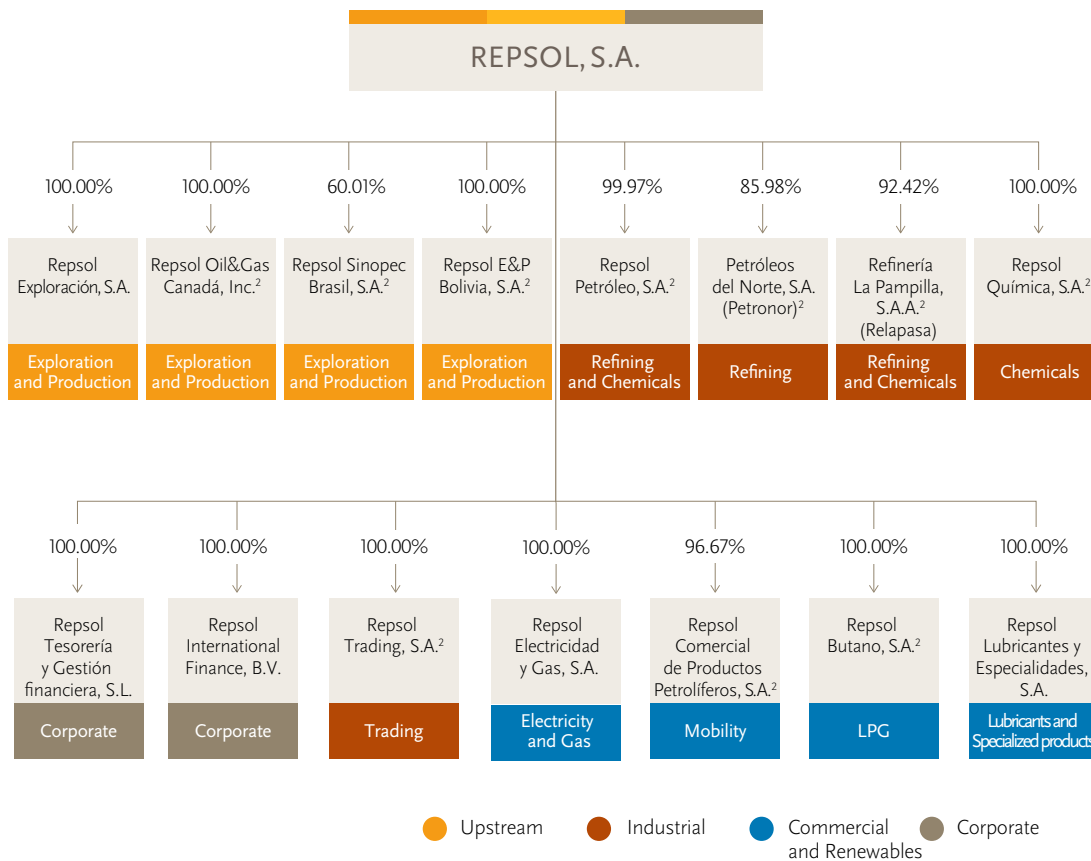 REPSOL, S.A.
100.00%
100.00%
60.01%
100.00%
99.97%
85.98%
92.42%
100.00%
Repsol
Exploración, S.A.
Exploration
and Production
Repsol Oil&Gas
Canadá, Inc.2
Exploration
and Production
Repsol Sinopec
Brasil, S.A.2
Exploration
and Production
Repsol E&P
Bolivia, S.A.2
Exploration
and Production
Repsol
Petróleo, S.A.2
Refining
and Chemicals
Petróleos
del Norte, S.A.
(Petronor)2
Refining
Refinería
La Pampilla,
S.A.A.2
(Relapasa)
Refining
and Chemicals
Repsol
Química, S.A.2
Chemicals
100.00%
100.00%
100.00%
100.00%
96.67%
100.00%
100.00%
Repsol
Tesorería
y Gestión
financiera, S.L.
Corporate
Repsol
International
Finance, B.V.
Corporate
Repsol
Trading, S.A.2
Trading
Repsol
Electricidad
y Gas, S.A.
Electricity
and Gas
Repsol
Comercial
de Productos
Petrolíferos, S.A.2
Mobility
Repsol
Butano, S.A.2
LPG
Repsol
Lubricantes y
Especialidades,
S.A.
Lubricants and
Specialized products
Upstream
Industrial
Commercial
and Renewables
Corporate